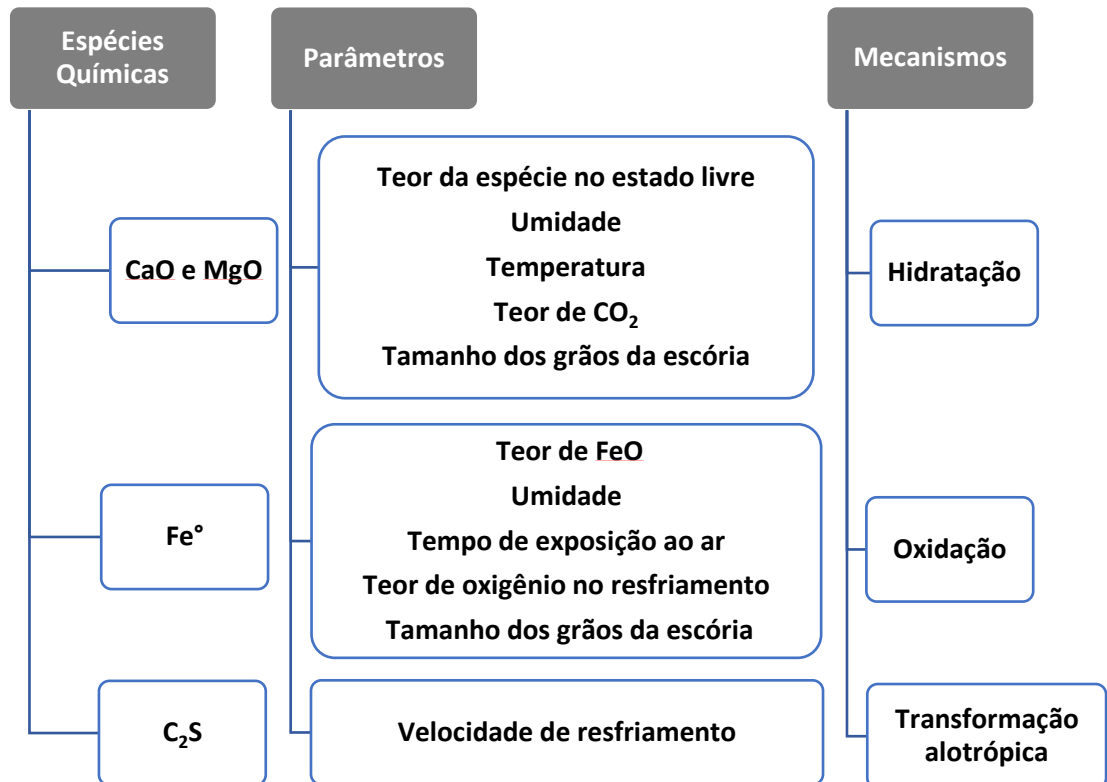 Espécies
Químicas
Parâmetros
Mecanismos
CaO e MgO
Teor da espécie no estado livre
Umidade
Temperatura
Teor de CO₂
Tamanho dos grãos da escória
Hidratação
Fe°
Teor de FeO
Umidade
Tempo de exposição ao ar
Teor de oxigênio no resfriamento
Tamanho dos grãos da escória
Oxidação
C₂S
Velocidade de resfriamento
Transformação
alotrópica